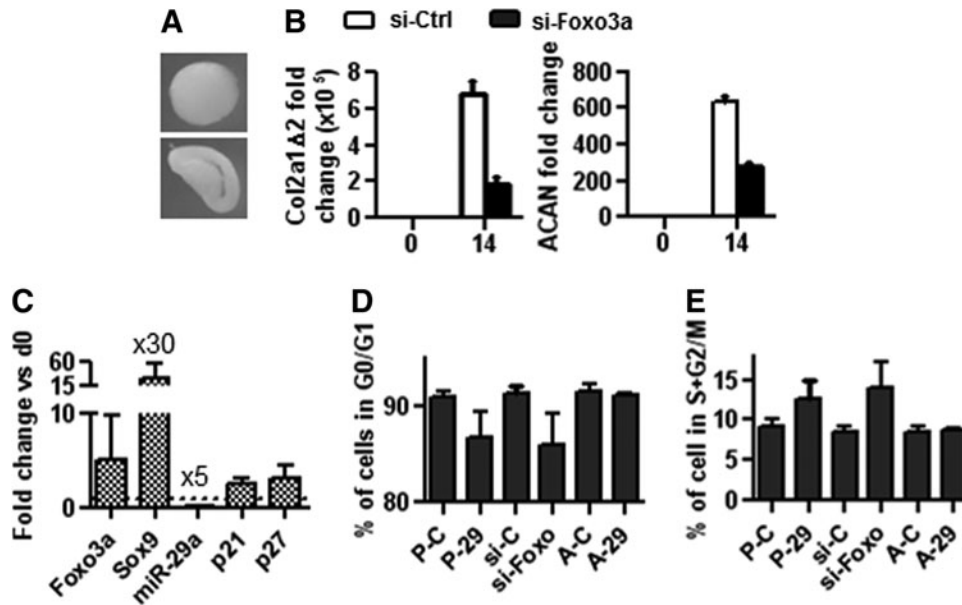 A
B
si-Ctrl
si-Foxo3a
Col2a1Δ2 fold
change (x10⁵)
8
6
4
2
0
0
14
ACAN fold change
800
600
400
200
0
0
14
C
Fold change vs d0
60
15
10
0
x30
x5
Foxo3a
Sox9
miR-29a
p21
p27
D
% of cells in G0/G1
90
80
P-C
P-29
si-C
si-Foxo
A-C
A-29
E
% of cell in S+G2/M
15
10
5
0
P-C
P-29
si-C
si-Foxo
A-C
A-29